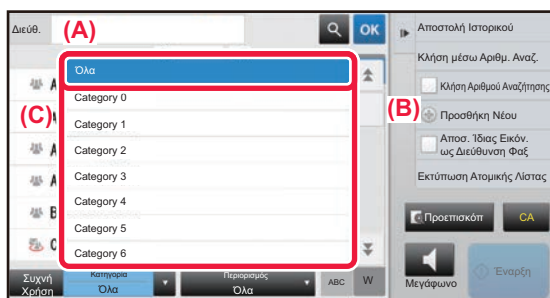 Διεύθ.
(A)
OK
Όλα
Category 0
Category 1
Category 2
Category 3
Category 4
Category 5
Category 6
(C)
A
A
A
B
C
Συχνή
Χρήση
Κατηγορία
Όλα
Περιορισμός
Όλα
ABC
W
Αποστολή Ιστορικού
Κλήση μέσω Αριθμ. Αναζ.
Κλήση Αριθμού Αναζήτησης
(B)
Προσθήκη Νέου
Αποσ. Ίδιας Εικόν.
ως Διεύθυνση Φαξ
Εκτύπωση Ατομικής Λίστας
Προεπισκόπ
CA
Μεγάφωνο
Έναρξη